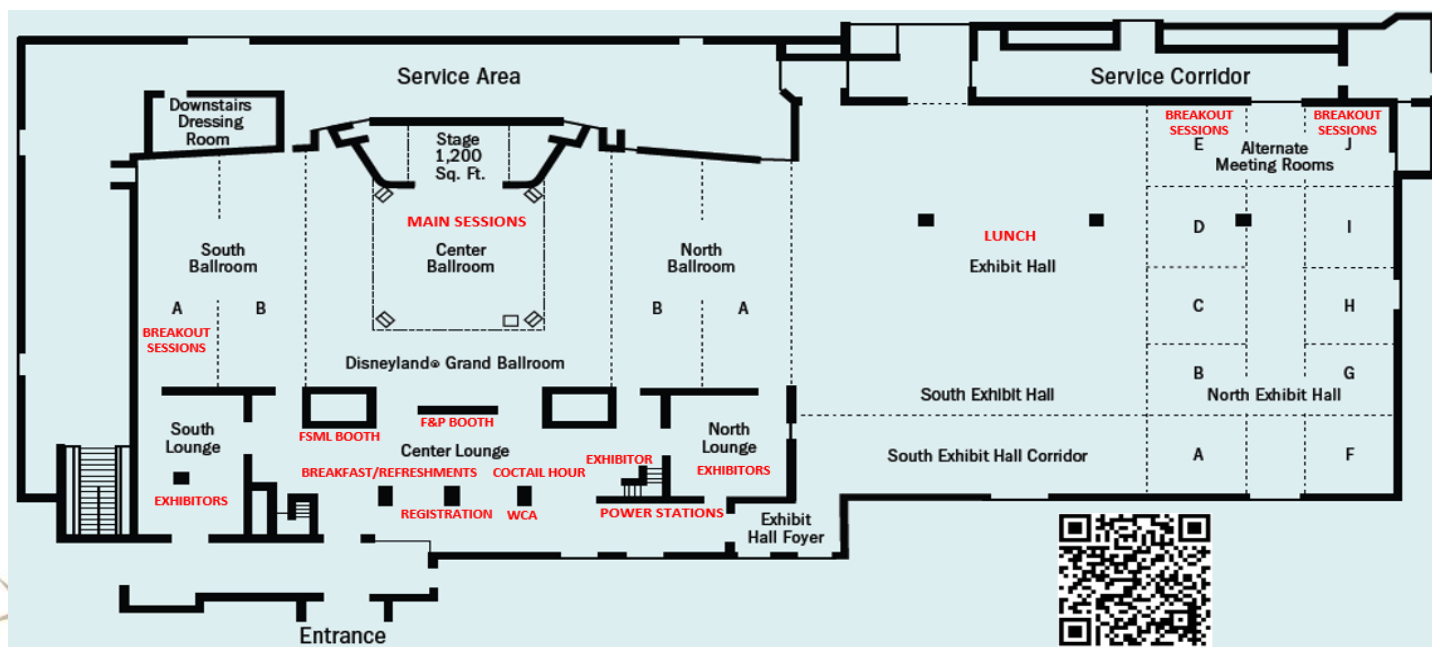 Service Area
Service Corridor
Downstairs
Dressing
Room
Stage
1,200
Sq. Ft.
BREAKOUT
SESSIONS
BREAKOUT
SESSIONS
E
J
Alternate
Meeting Rooms
MAIN SESSIONS
South
Ballroom
Center
Ballroom
North
Ballroom
LUNCH
Exhibit Hall
D
I
A
B
B
A
C
H
BREAKOUT
SESSIONS
Disneyland® Grand Ballroom
B
G
South Exhibit Hall
North Exhibit Hall
South
Lounge
FSML BOOTH
F&P BOOTH
Center Lounge
North
Lounge
South Exhibit Hall Corridor
A
F
EXHIBITORS
BREAKFAST/REFRESHMENTS
COCTAIL HOUR
EXHIBITOR
EXHIBITORS
REGISTRATION
WCA
POWER STATIONS
Exhibit
Hall Foyer
Entrance